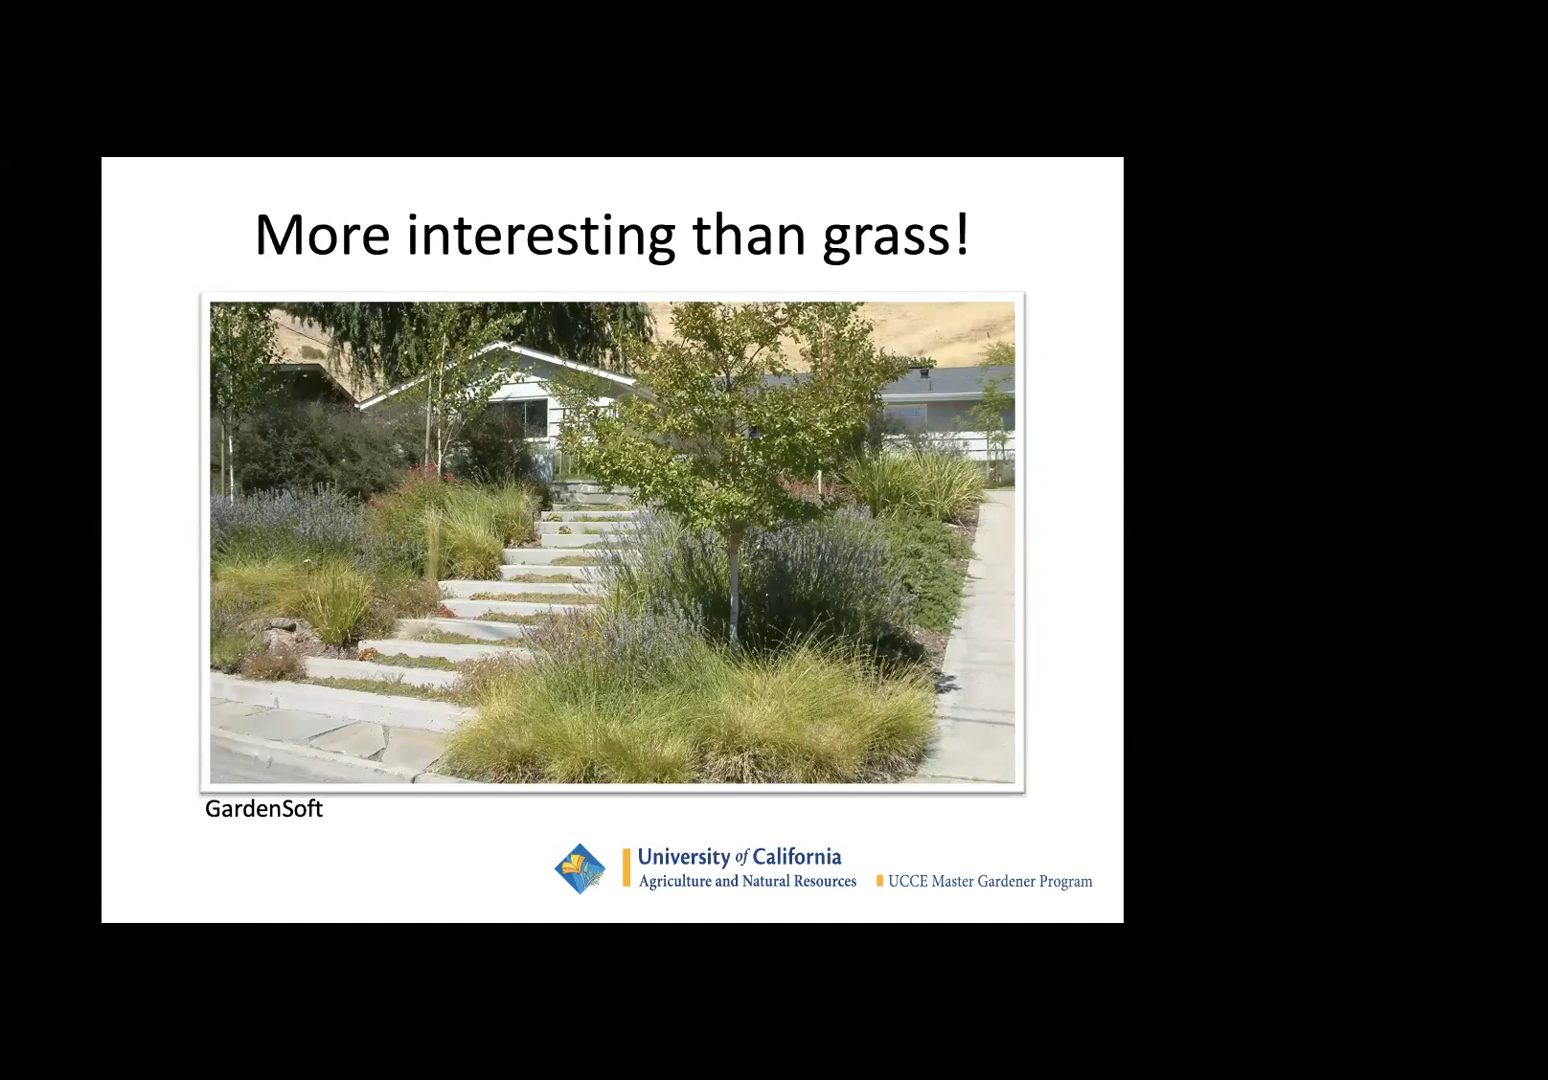 More interesting than grass!
GardenSoft
University of California
Agriculture and Natural Resources
UCCE Master Gardener Program